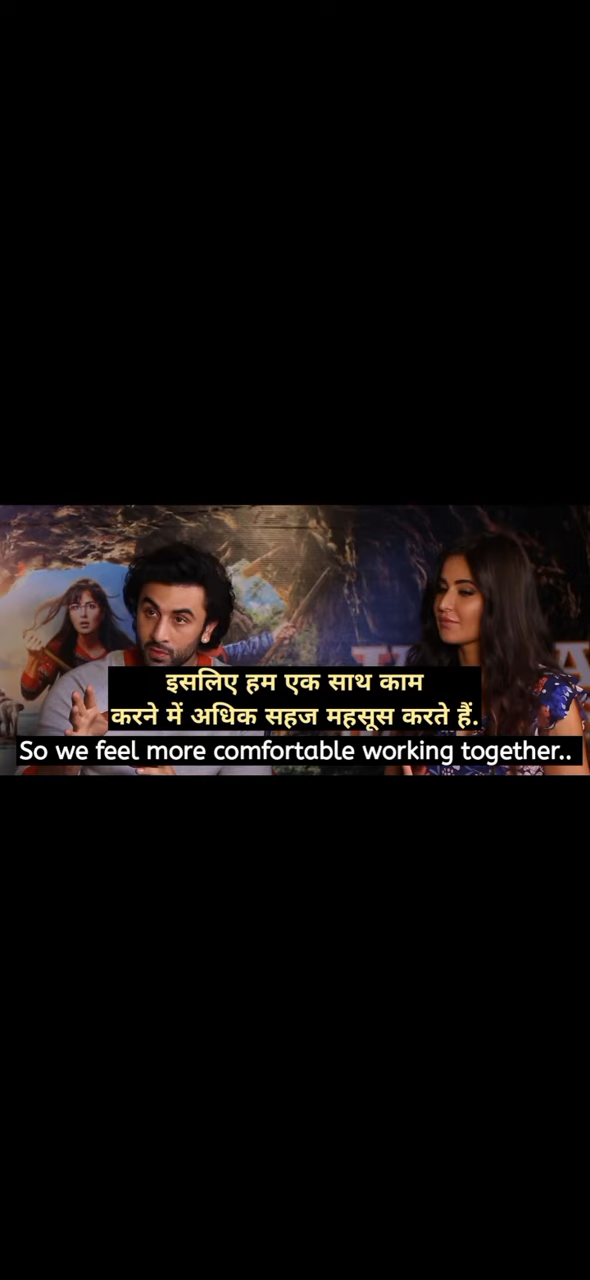 इसलिए हम एक साथ काम
करने में अधिक सहज महसूस करते हैं.
So we feel more comfortable working together..